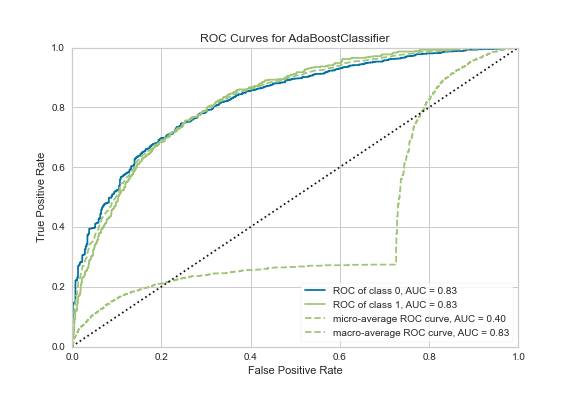 ROC Curves for AdaBoostClassifier
True Positive Rate
1.0
0.8
0.6
0.4
0.2
0.0
ROC of class 0, AUC = 0.83
ROC of class 1, AUC = 0.83
micro-average ROC curve, AUC = 0.40
macro-average ROC curve, AUC = 0.83
0.0 0.2 0.4 0.6 0.8 1.0
False Positive Rate